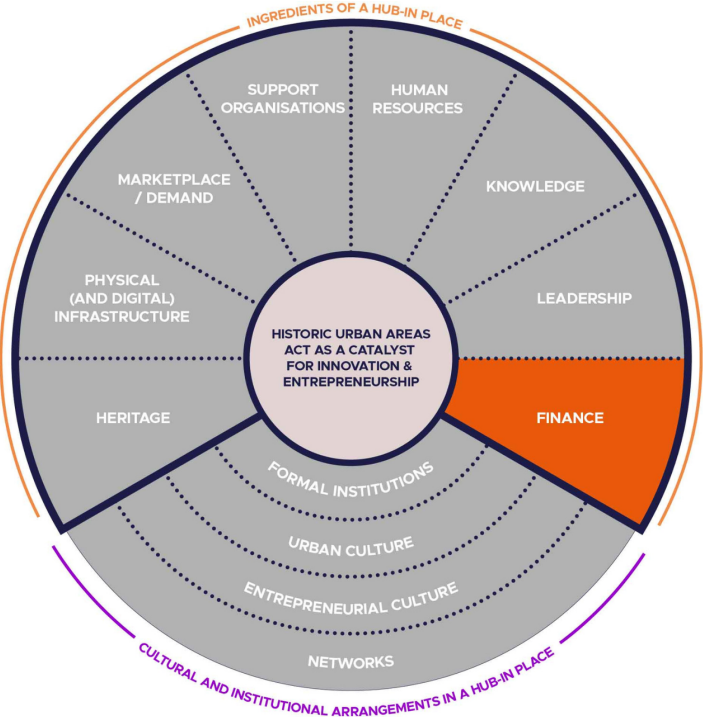 INGREDIENTS OF A HUB-IN PLACE
SUPPORT
ORGANISATIONS
HUMAN
RESOURCES
MARKETPLACE
/ DEMAND
KNOWLEDGE
PHYSICAL
(AND DIGITAL)
INFRASTRUCTURE
LEADERSHIP
HISTORIC URBAN AREAS
ACT AS A CATALYST
FOR INNOVATION &
ENTREPRENEURSHIP
HERITAGE
FINANCE
FORMAL INSTITUTIONS
URBAN CULTURE
ENTREPRENEURIAL CULTURE
NETWORKS
CULTURAL AND INSTITUTIONAL ARRANGEMENTS IN A HUB-IN PLACE